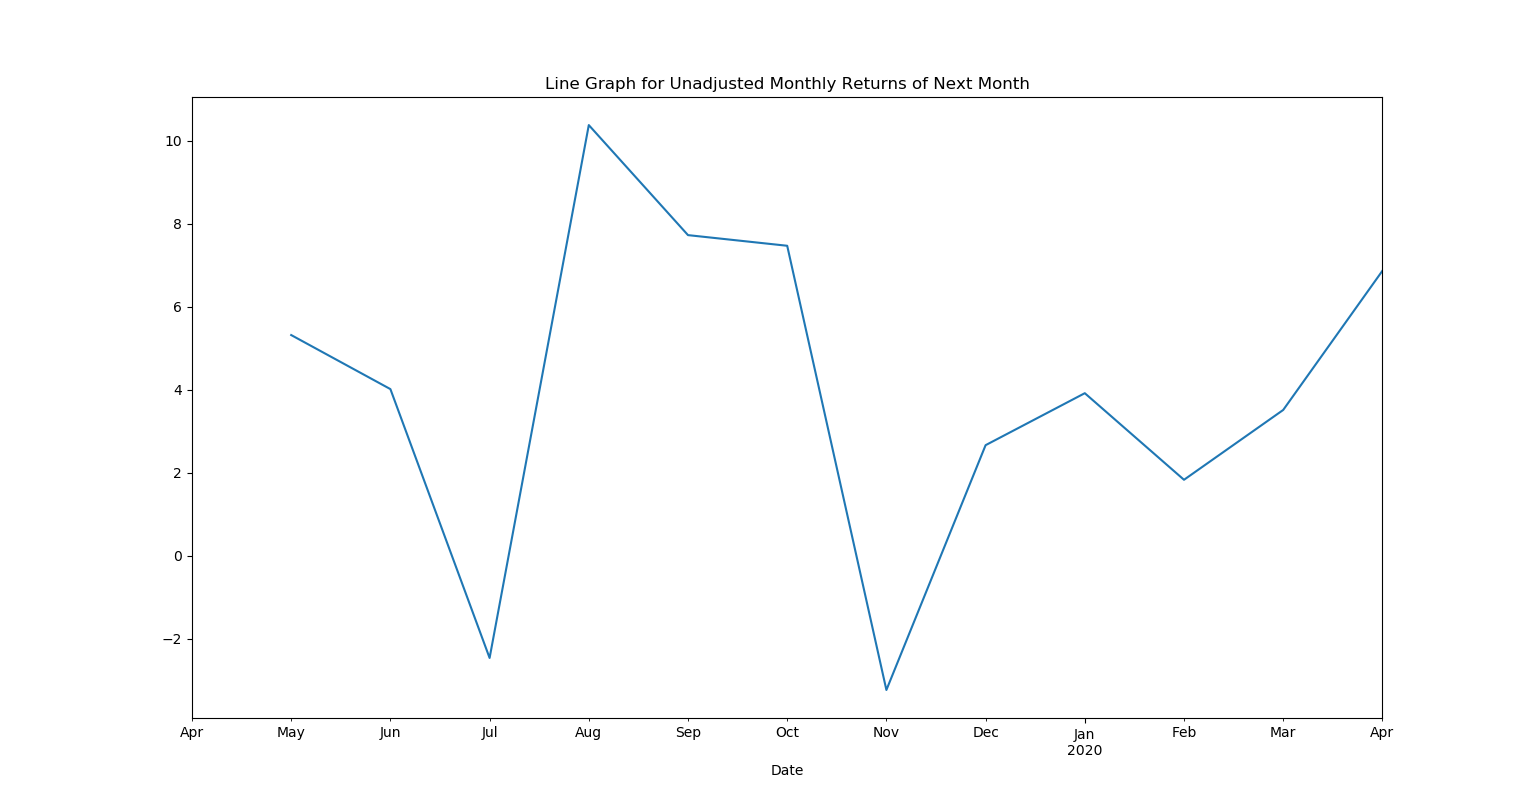 Line Graph for Unadjusted Monthly Returns of Next Month
10
8
6
4
2
0
−2
Apr May Jun Jul Aug Sep Oct Nov Dec Jan Feb Mar Apr
2020
Date